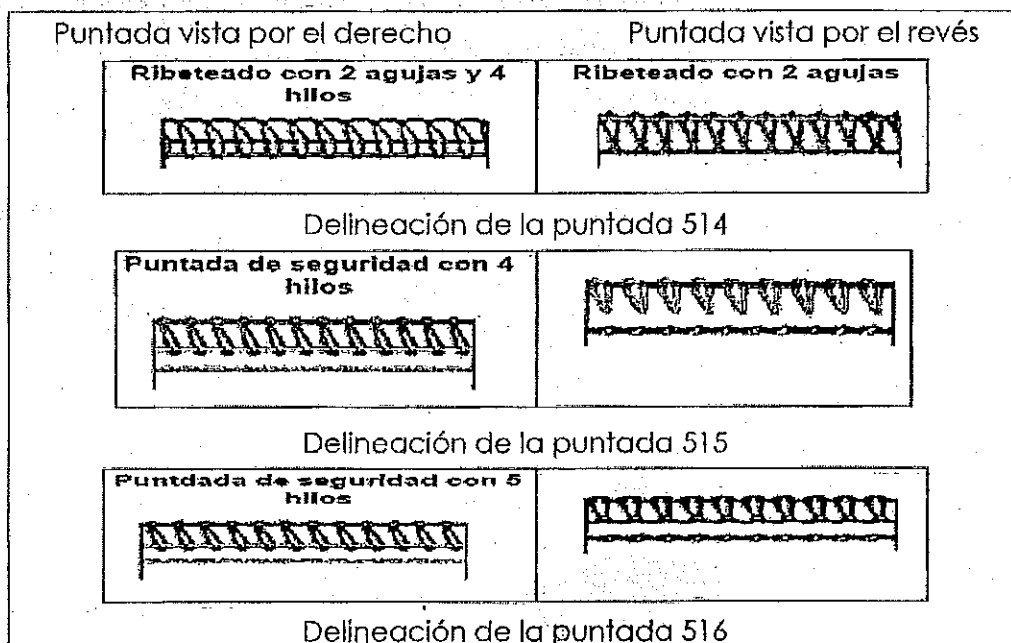 Puntada vista por el derecho Puntada vista por el revés
Ribeteado con 2 agujas y 4 hilos
Ribeteado con 2 agujas
Delineación de la puntada 514
Puntada de seguridad con 4 hilos
Delineación de la puntada 515
Puntdada de seguridad con 5 hilos
Delineación de la puntada 516